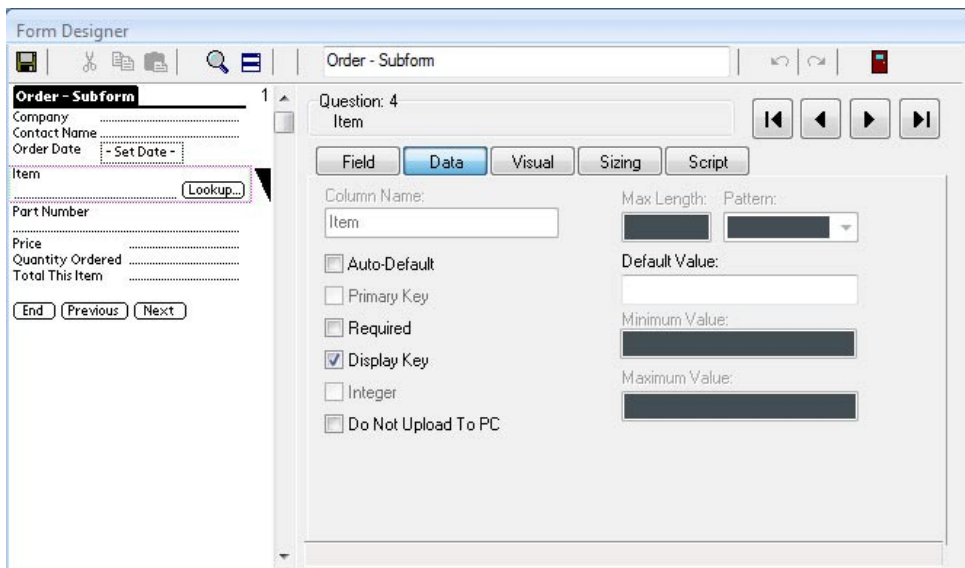 Form Designer
Order - Subform
Order - Subform 1
Company
Contact Name
Order Date - Set Date -
Item
Lookup...
Part Number
Price
Quantity Ordered
Total This Item
End Previous Next
Question: 4
Item
Field Data Visual Sizing Script
Column Name: Max Length: Pattern:
Item
Auto-Default Default Value:
Primary Key
Required Minimum Value:
Display Key
Integer Maximum Value:
Do Not Upload To PC